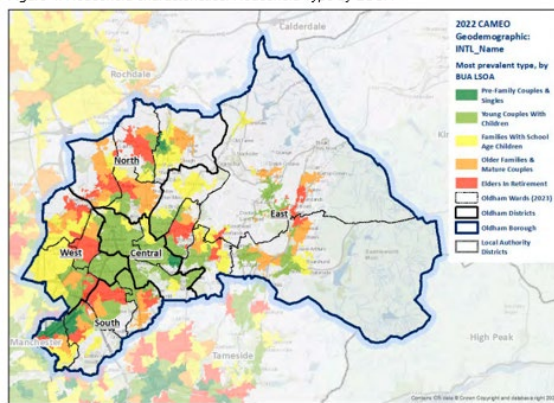 2022 CAMEO
Geodemographic:
INTL_Name
Most prevalent type, by
BUA LSOA
Pre-Family Couples &
Singles
Young Couples With
Children
Families With School
Age Children
Older Families &
Mature Couples
Elders In Retirement
Oldham Wards (2023)
Oldham Districts
Oldham Borough
Local Authority
Districts
Calderdale
Rochdale
North
East
West
Central
South
Manchester
Tameside
High Peak